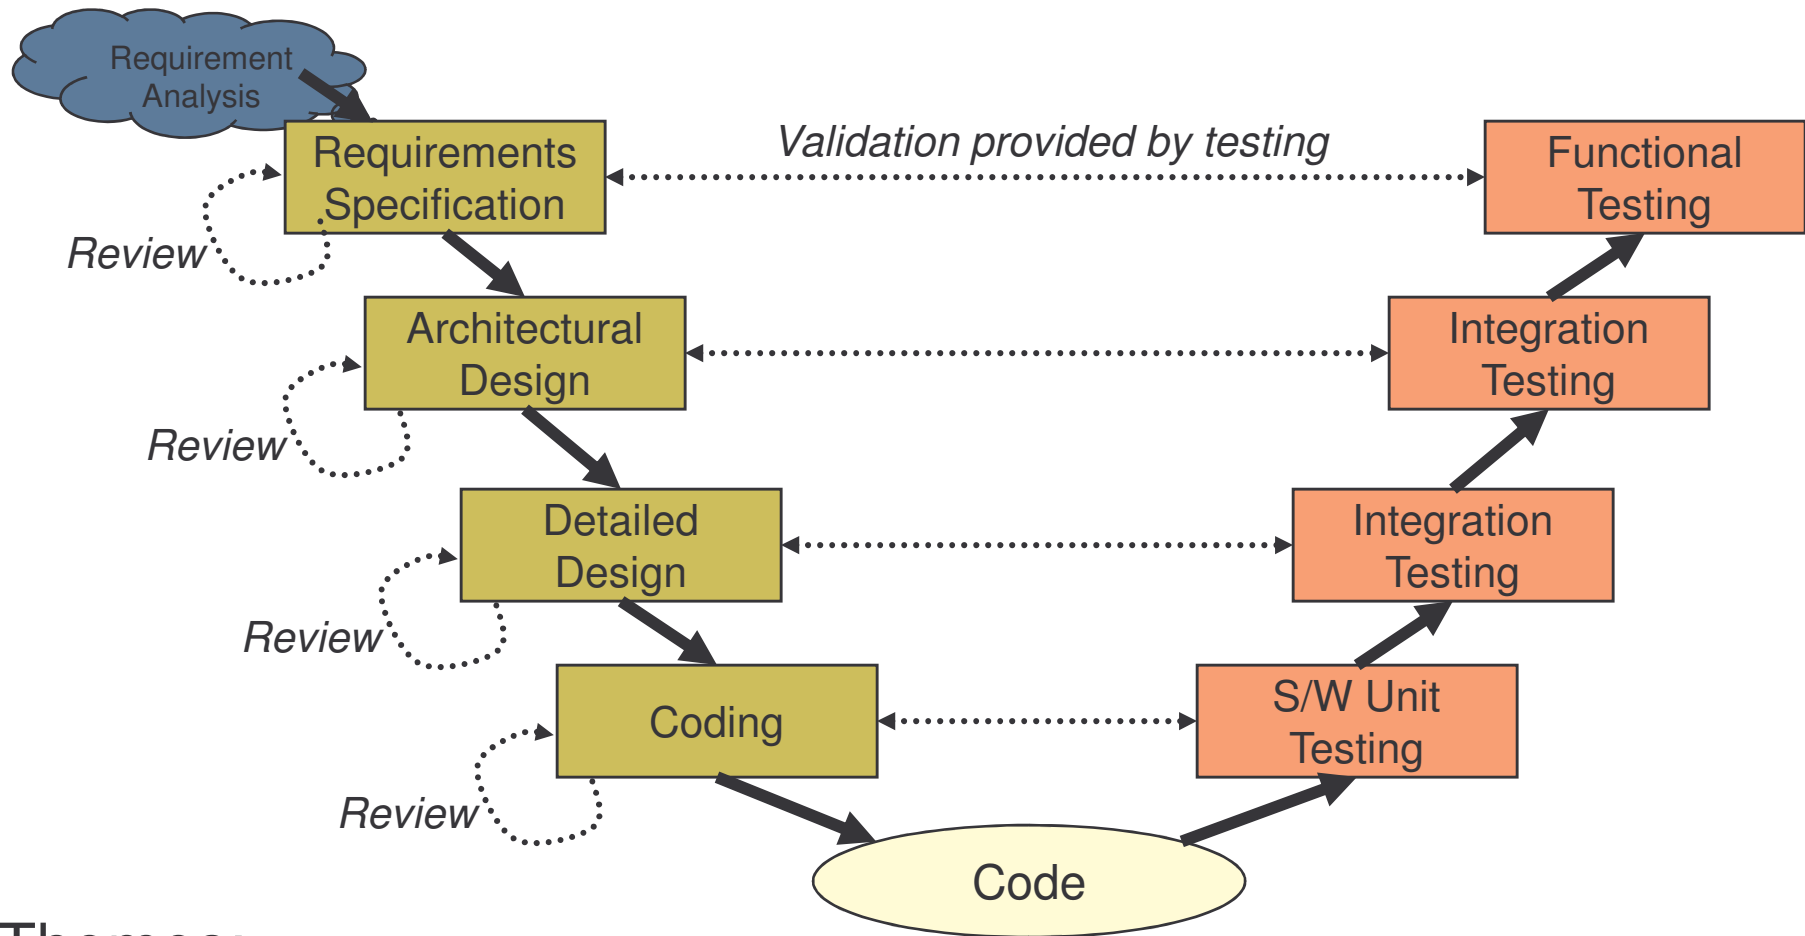 Requirement
Analysis
Requirements
Specification
Validation provided by testing
Functional
Testing
Review
Architectural
Design
Integration
Testing
Review
Detailed
Design
Integration
Testing
Review
Coding
S/W Unit
Testing
Review
Code